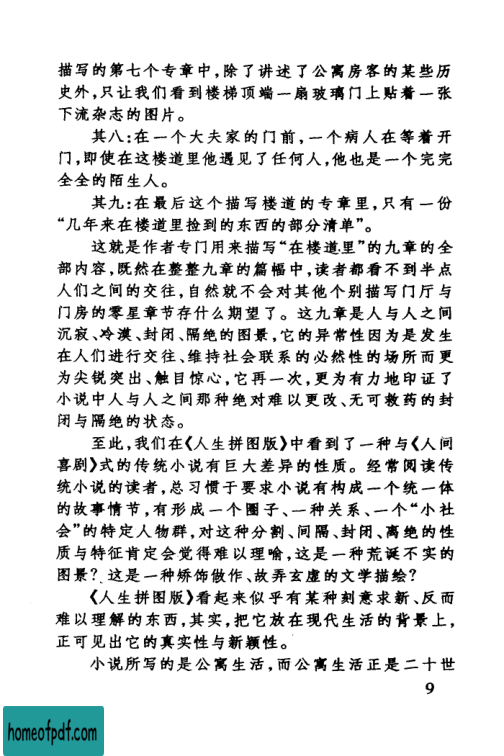 描写的第七个专章中,除了讲述了公寓房客的某些历
史外,只让我们看到楼梯顶端一扇玻璃门上贴着一张
下流杂志的图片。
其八:在一个大夫家的门前,一个病人在等着开
门,即使在这楼道里他遇见了任何人,他也是一个完完
全全的陌生人。
其九:在最后这个描写楼道的专章里,只有一份
“几年来在楼道里捡到的东西的部分清单”。
这就是作者专门用来描写“在楼道里”的九章的全
部内容,既然在整整九章的篇幅中,读者都看不到半点
人们之间的交往,自然就不会对其他个别描写门厅与
门房的零星章节存什么期望了。这九章是人与人之间
沉寂、冷漠、封闭、隔绝的图景,它的异常性因为是发生
在人们进行交往、维持社会联系的必然性的场所而更
为尖锐突出、触目惊心,它再一次,更为有力地印证了
小说中人与人之间那种绝对难以更改、无可救药的封
闭与隔绝的状态。
至此,我们在《人生拼图版》中看到了一种与《人间
喜剧》式的传统小说有巨大差异的性质。经常阅读传
统小说的读者,总习惯于要求小说有构成一个统一体
的故事情节,有形成一个圈子、一种关系、一个“小社
会”的特定人物群,对这种分割、间隔、封闭、离绝的性
质与特征肯定会觉得难以理喻,这是一种荒诞不实的
图景?这是一种矫饰做作、故弄玄虚的文学描绘?
《人生拼图版》看起来似乎有某种刻意求新、反而
难以理解的东西,其实,把它放在现代生活的背景上,
正可见出它的真实性与新颖性。
小说所写的是公寓生活,而公寓生活正是二十世
9
homeofpdf.com